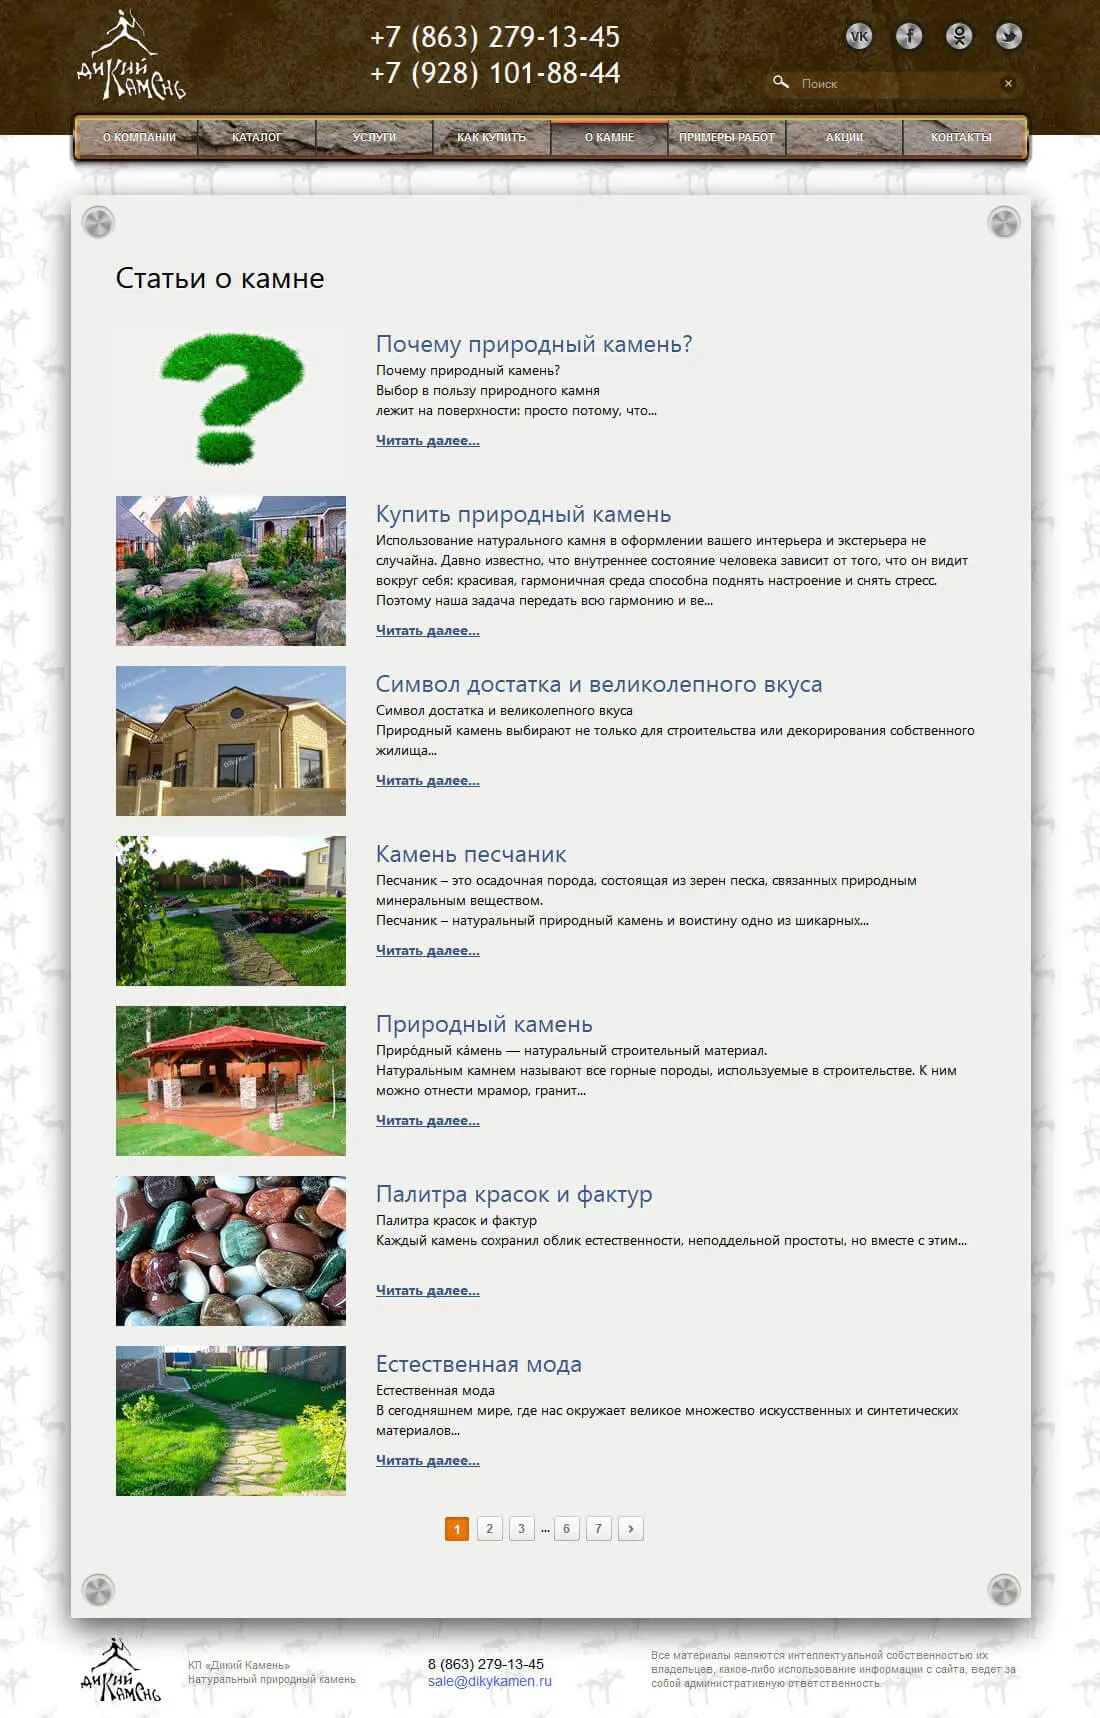 дикий
камень
+7 (863) 279-13-45
+7 (928) 101-88-44
VK
f
Поиск
О КОМПАНИИ
КАТАЛОГ
УСЛУГИ
КАК КУПИТЬ
О КАМНЕ
ПРИМЕРЫ РАБОТ
АКЦИИ
КОНТАКТЫ
Статьи о камне
Почему природный камень?
Почему природный камень?
Выбор в пользу природного камня
лежит на поверхности: просто потому, что...
Читать далее...
Купить природный камень
Использование натурального камня в оформлении вашего интерьера и экстерьера не
случайна. Давно известно, что внутреннее состояние человека зависит от того, что он видит
вокруг себя: красивая, гармоничная среда способна поднять настроение и снять стресс.
Поэтому наша задача передать всю гармонию и ве...
Читать далее...
DikyKamen.ru
Символ достатка и великолепного вкуса
Символ достатка и великолепного вкуса
Природный камень выбирают не только для строительства или декорирования собственного
жилища...
Читать далее...
DikyKamen.ru
Камень песчаник
Песчаник – это осадочная порода, состоящая из зерен песка, связанных природным
минеральным веществом.
Песчаник – натуральный природный камень и воистину одно из шикарных...
Читать далее...
DikyKamen.ru
Природный камень
Приро́дный ка́мень — натуральный строительный материал.
Натуральным камнем называют все горные породы, используемые в строительстве. К ним
можно отнести мрамор, гранит...
Читать далее...
DikyKamen.ru
Палитра красок и фактур
Палитра красок и фактур
Каждый камень сохранил облик естественности, неподдельной простоты, но вместе с этим...
Читать далее...
DikyKamen.ru
Естественная мода
Естественная мода
В сегодняшнем мире, где нас окружает великое множество искусственных и синтетических
материалов...
Читать далее...
DikyKamen.ru
1 2 3 ... 6 7 ›
дикий
камень
КП «Дикий Камень»
Натуральный природный камень
8 (863) 279-13-45
sale@dikykamen.ru
Все материалы являются интеллектуальной собственностью их
владельцев, какое-либо использование информации с сайта, ведет за
собой административную ответственность.